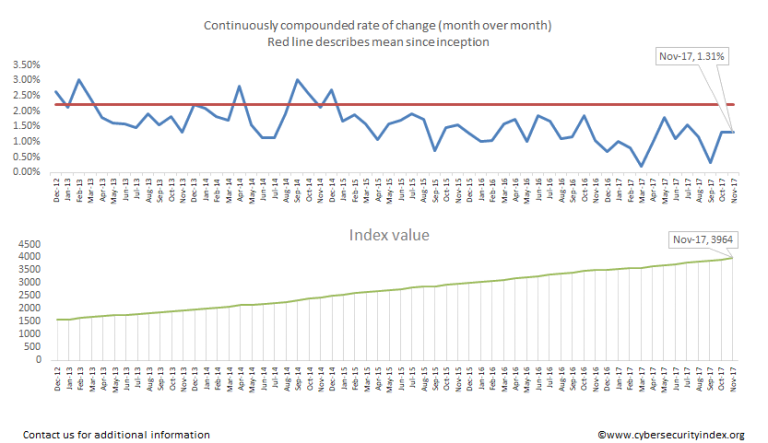 Continuously compounded rate of change (month over month)
Red line describes mean since inception
Nov-17, 1.31%
3.50%
3.00%
2.50%
2.00%
1.50%
1.00%
0.50%
0.00%
Dec-12 Jan-13 Feb-13 Mar-13 Apr-13 May-13 Jun-13 Jul-13 Aug-13 Sep-13 Oct-13 Nov-13 Dec-13 Jan-14 Feb-14 Mar-14 Apr-14 May-14 Jun-14 Jul-14 Aug-14 Sep-14 Oct-14 Nov-14 Dec-14 Jan-15 Feb-15 Mar-15 Apr-15 May-15 Jun-15 Jul-15 Aug-15 Sep-15 Oct-15 Nov-15 Dec-15 Jan-16 Feb-16 Mar-16 Apr-16 May-16 Jun-16 Jul-16 Aug-16 Sep-16 Oct-16 Nov-16 Dec-16 Jan-17 Feb-17 Mar-17 Apr-17 May-17 Jun-17 Jul-17 Aug-17 Sep-17 Oct-17 Nov-17
Index value
Nov-17, 3964
4500
4000
3500
3000
2500
2000
1500
1000
500
0
Dec-12 Jan-13 Feb-13 Mar-13 Apr-13 May-13 Jun-13 Jul-13 Aug-13 Sep-13 Oct-13 Nov-13 Dec-13 Jan-14 Feb-14 Mar-14 Apr-14 May-14 Jun-14 Jul-14 Aug-14 Sep-14 Oct-14 Nov-14 Dec-14 Jan-15 Feb-15 Mar-15 Apr-15 May-15 Jun-15 Jul-15 Aug-15 Sep-15 Oct-15 Nov-15 Dec-15 Jan-16 Feb-16 Mar-16 Apr-16 May-16 Jun-16 Jul-16 Aug-16 Sep-16 Oct-16 Nov-16 Dec-16 Jan-17 Feb-17 Mar-17 Apr-17 May-17 Jun-17 Jul-17 Aug-17 Sep-17 Oct-17 Nov-17
Contact us for additional information
©www.cybersecurityindex.org